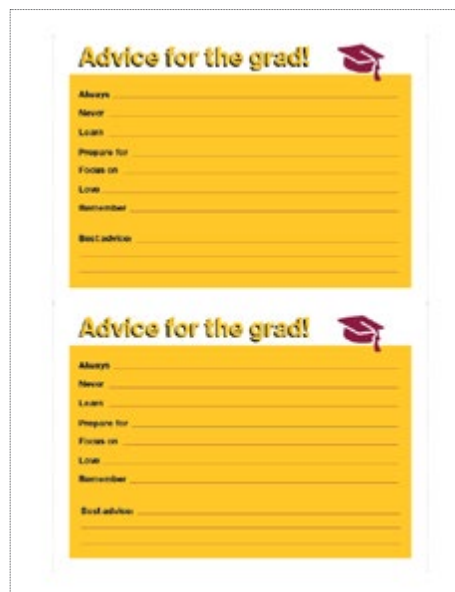 Advice for the grad!
Always
Never
Learn
Prepare for
Focus on
Love
Remember
Best advice:
Advice for the grad!
Always
Never
Learn
Prepare for
Focus on
Love
Remember
Best advice: